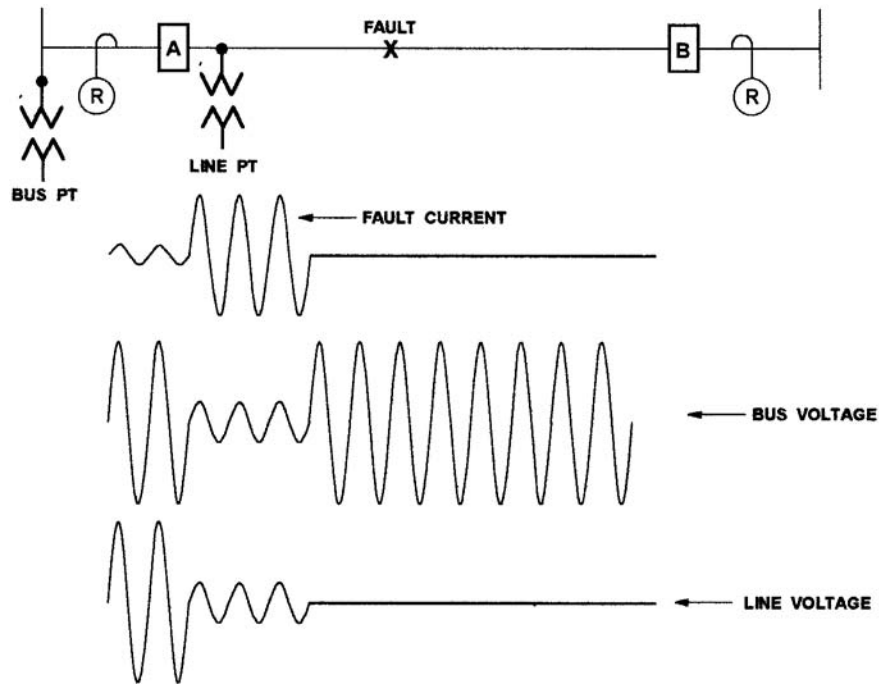 FAULT
X
A
B
R
R
LINE PT
BUS PT
FAULT CURRENT
BUS VOLTAGE
LINE VOLTAGE